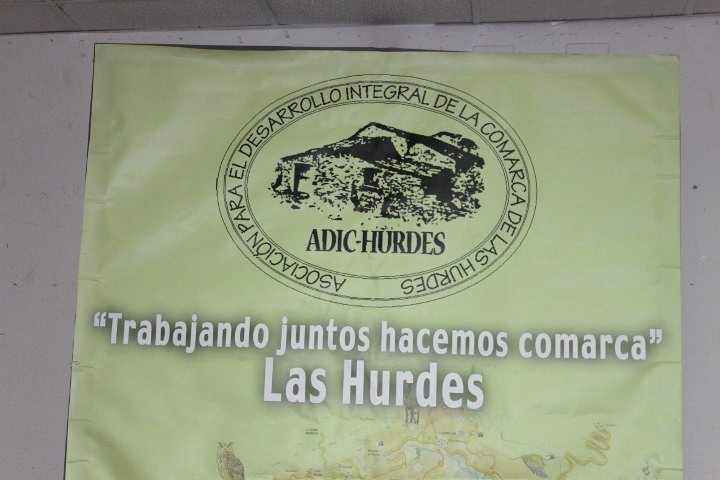 ASOCIACIÓN PARA EL DESARROLLO INTEGRAL DE LA COMARCA DE LAS HURDES
ADIC-HURDES
“Trabajando juntos hacemos comarca”
Las Hurdes